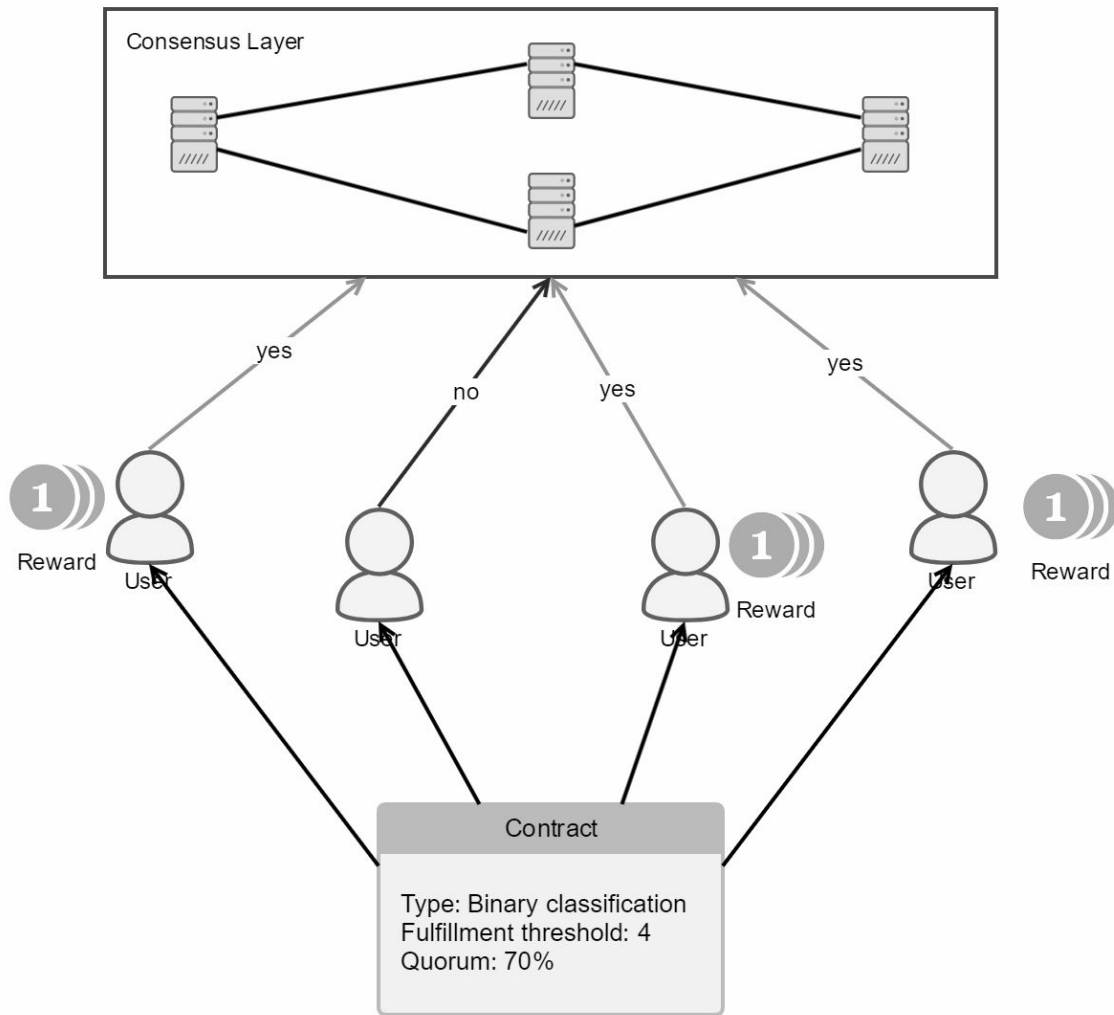 Consensus Layer
yes
no
yes
yes
1
Reward
User
User
User
1
Reward
User
1
Reward
Contract
Type: Binary classification
Fulfillment threshold: 4
Quorum: 70%